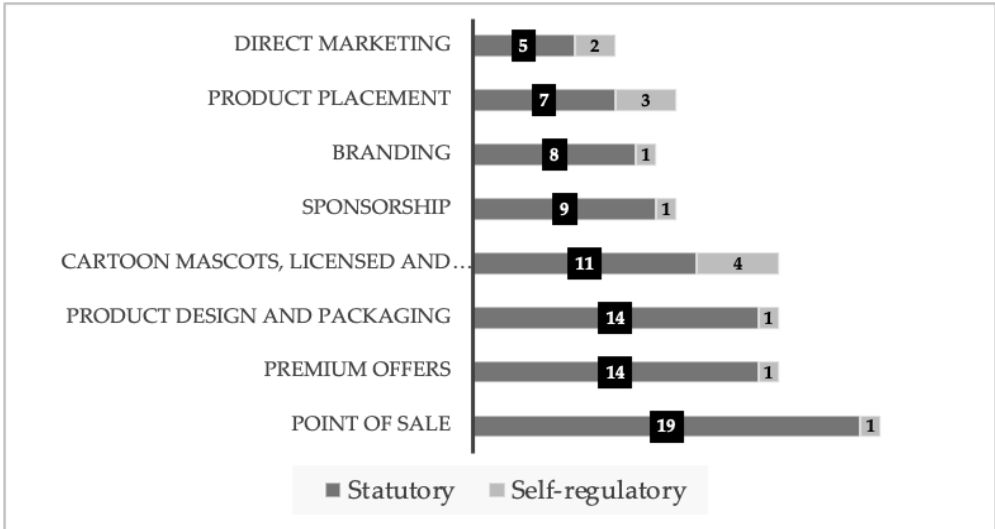 DIRECT MARKETING 5 2
PRODUCT PLACEMENT 7 3
BRANDING 8 1
SPONSORSHIP 9 1
CARTOON MASCOTS, LICENSED AND… 11 4
PRODUCT DESIGN AND PACKAGING 14 1
PREMIUM OFFERS 14 1
POINT OF SALE 19 1
Statutory Self-regulatory